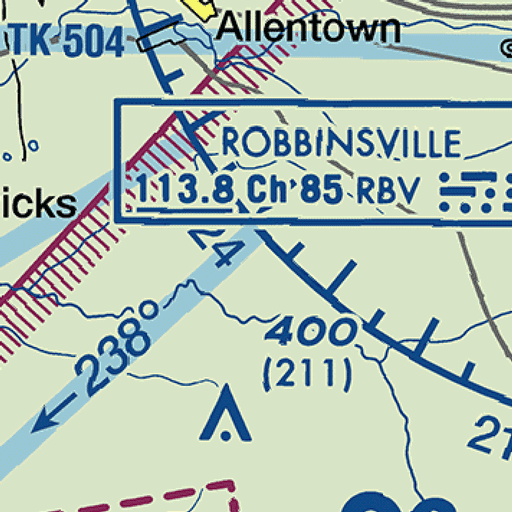 Allentown
TK 504
ROBBINSVILLE
113.8 Ch 85 RBV
icks
24
238°
400
(211)
21